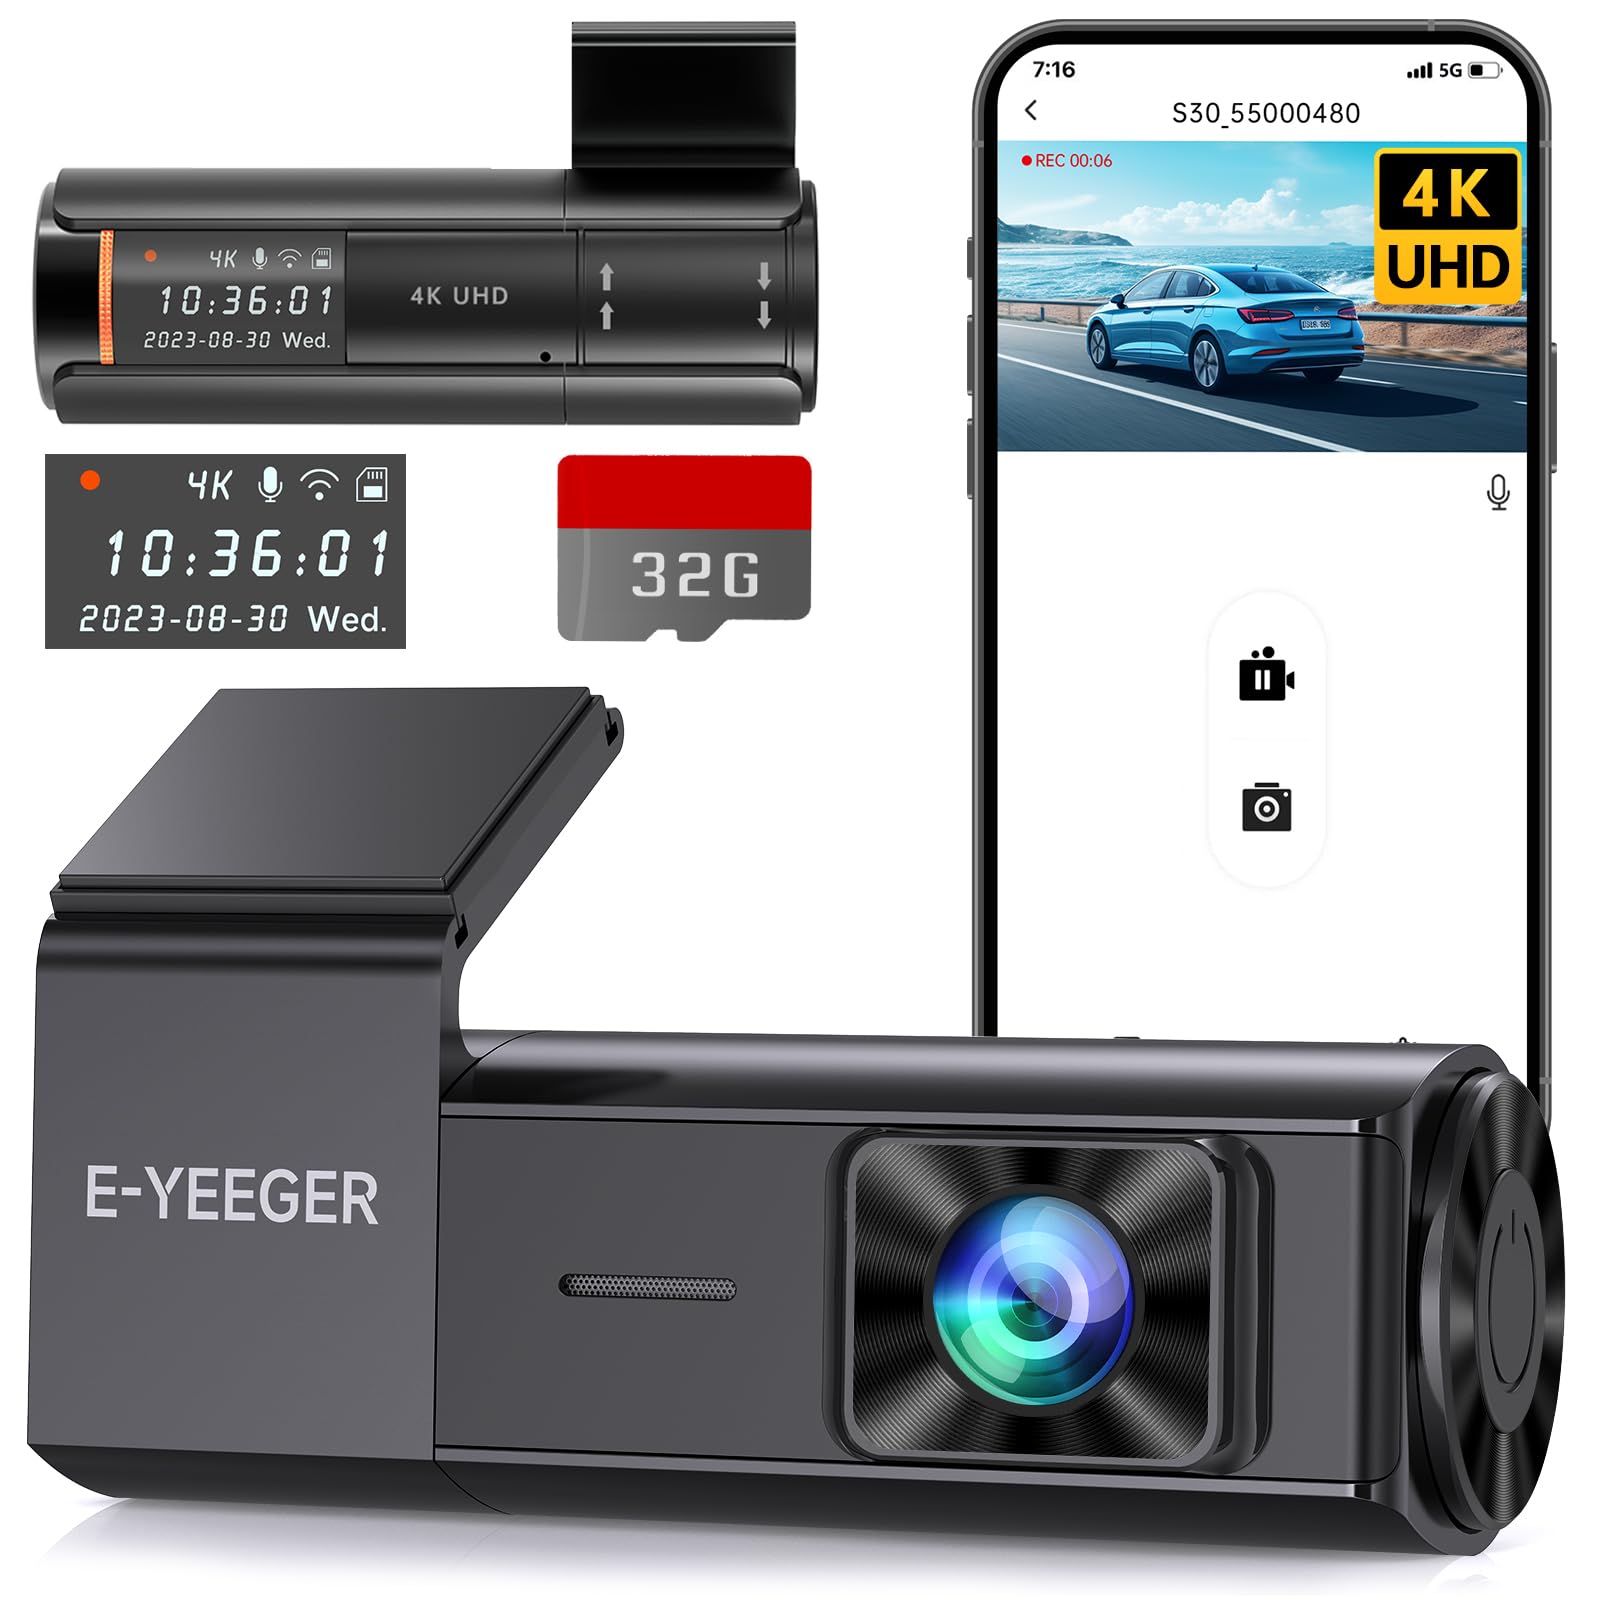 4K
10:36:01
2023-08-30 Wed.
4K UHD
4K
10:36:01
2023-08-30 Wed.
32G
7:16
5G
S30_55000480
REC 00:06
4K
UHD
E-YEEGER